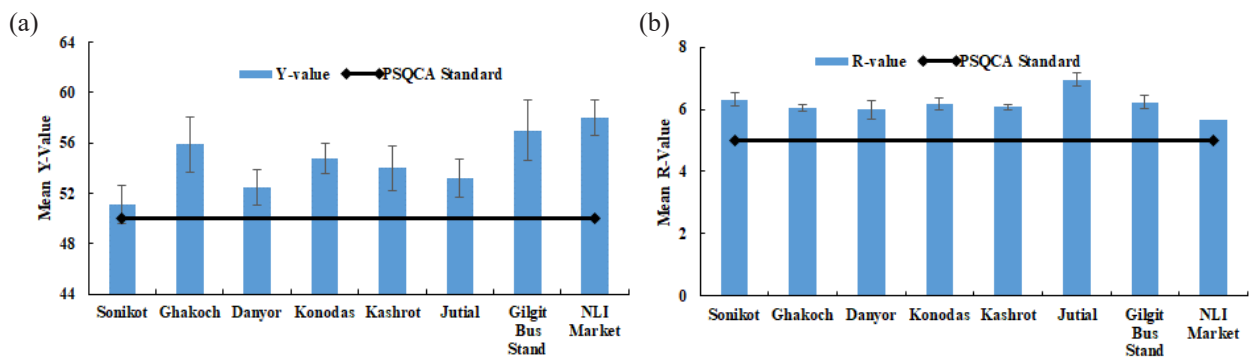 (a)
Mean Y-Value
64
60
56
52
48
44
Y-value
PSQCA Standard
Sonikot
Ghakoch
Danyor
Konodas
Kashrot
Jutial
Gilgit
Bus
Stand
NLI
Market
(b)
Mean R-Value
8
6
4
2
0
R-value
PSQCA Standard
Sonikot
Ghakoch
Danyor
Konodas
Kashrot
Jutial
Gilgit
Bus
Stand
NLI
Market